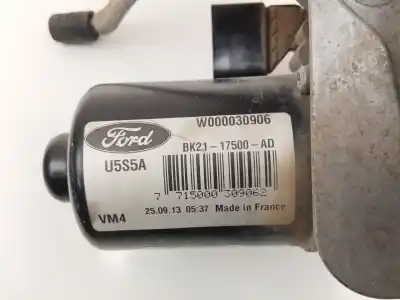 W000030906
Ford
BK21-17500-AD
U5S5A
7 715000 309062
VM4
25.09.13 05:37 Made in France